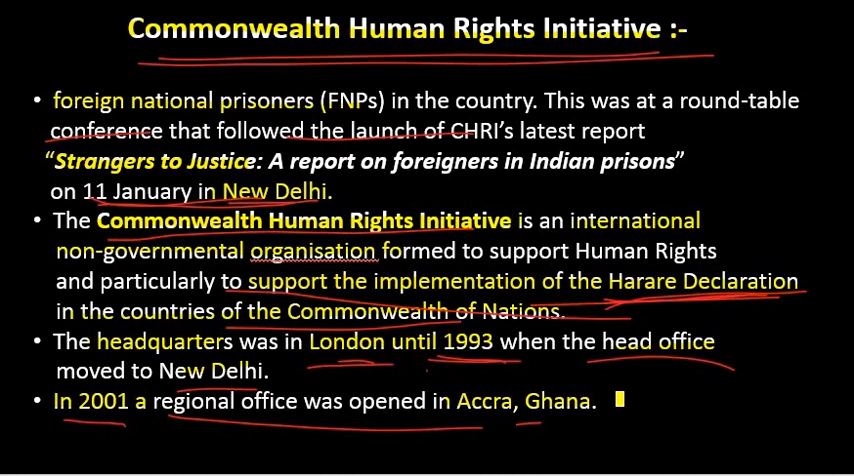 Commonwealth Human Rights Initiative :-
• foreign national prisoners (FNPs) in the country. This was at a round-table
conference that followed the launch of CHRI’s latest report
“Strangers to Justice: A report on foreigners in Indian prisons”
on 11 January in New Delhi.
• The Commonwealth Human Rights Initiative is an international
non-governmental organisation formed to support Human Rights
and particularly to support the implementation of the Harare Declaration
in the countries of the Commonwealth of Nations.
• The headquarters was in London until 1993 when the head office
moved to New Delhi.
• In 2001 a regional office was opened in Accra, Ghana.